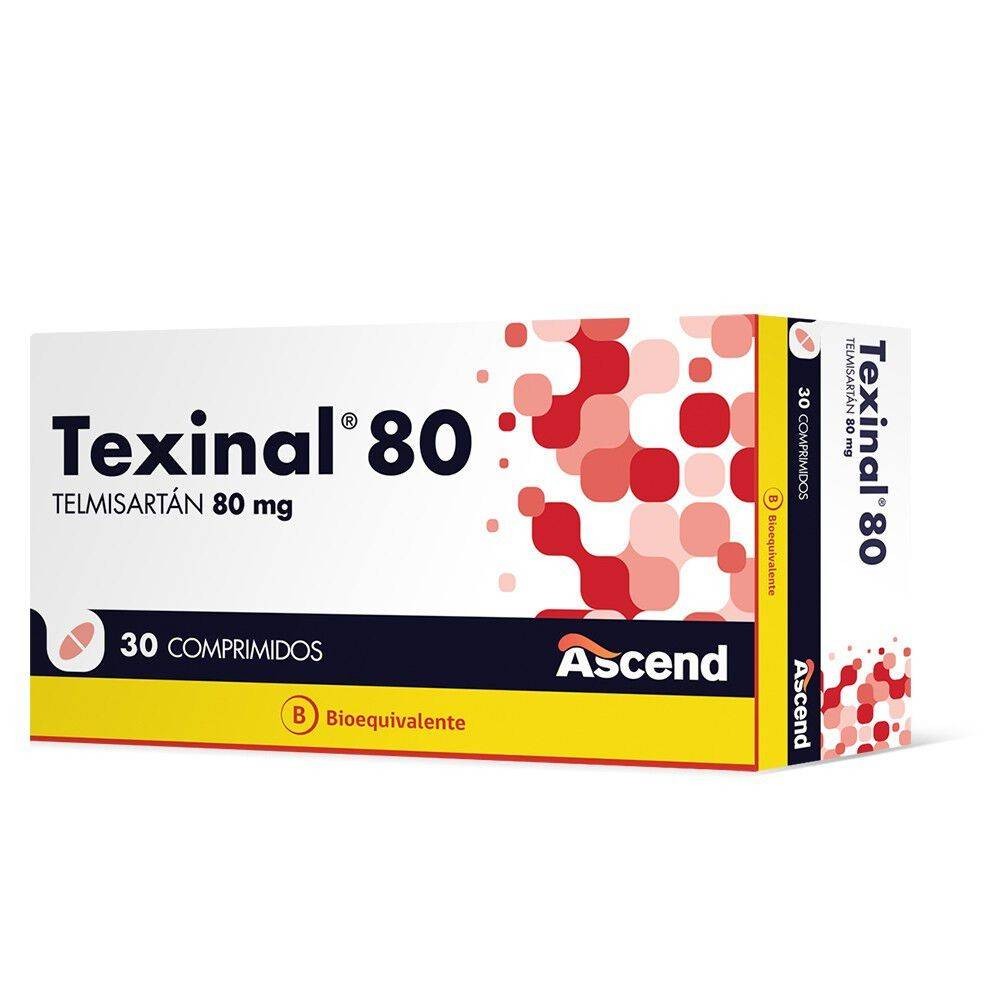 Texinal® 80
TELMISARTÁN 80 mg
30 COMPRIMIDOS
Ascend
B Bioequivalente
Texinal® 80
TELMISARTÁN 80 mg
30 COMPRIMIDOS
B Bioequivalente
Ascend